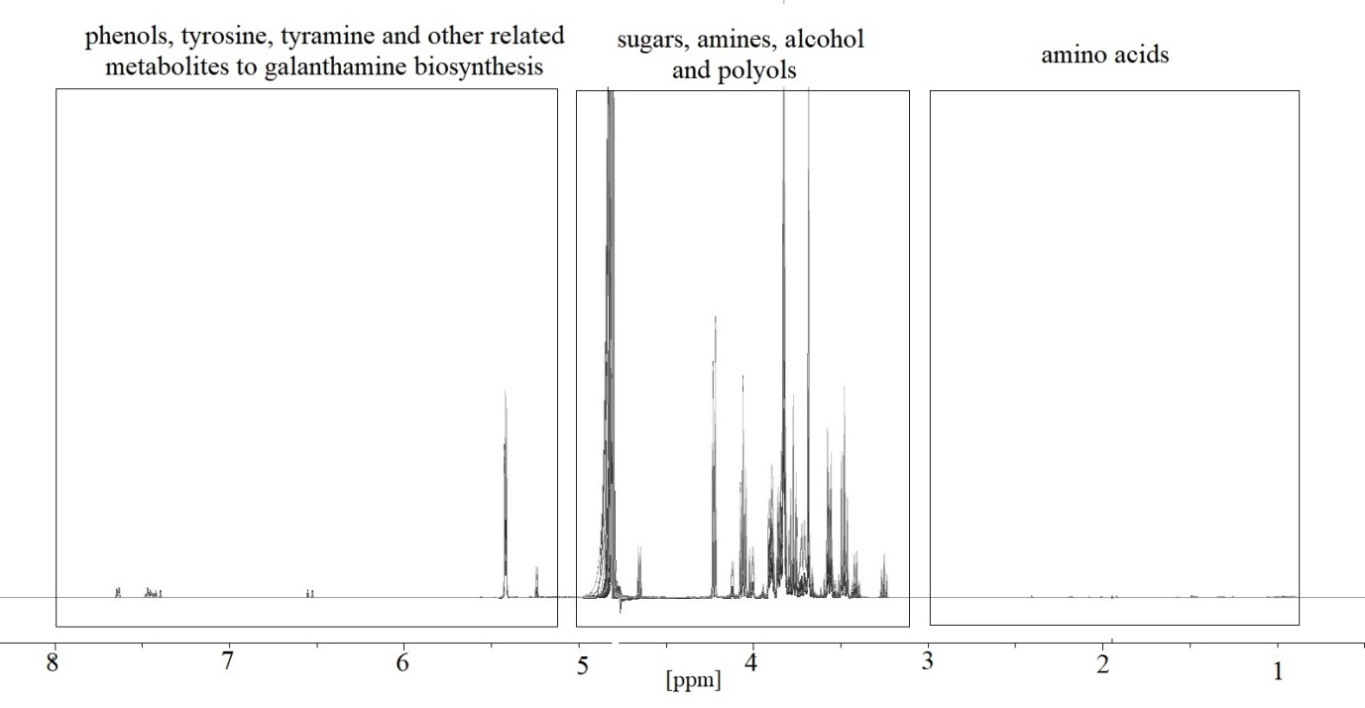 phenols, tyrosine, tyramine and other related
metabolites to galanthamine biosynthesis
sugars, amines, alcohol
and polyols
amino acids
8 7 6 5 4 3 2 1
[ppm]